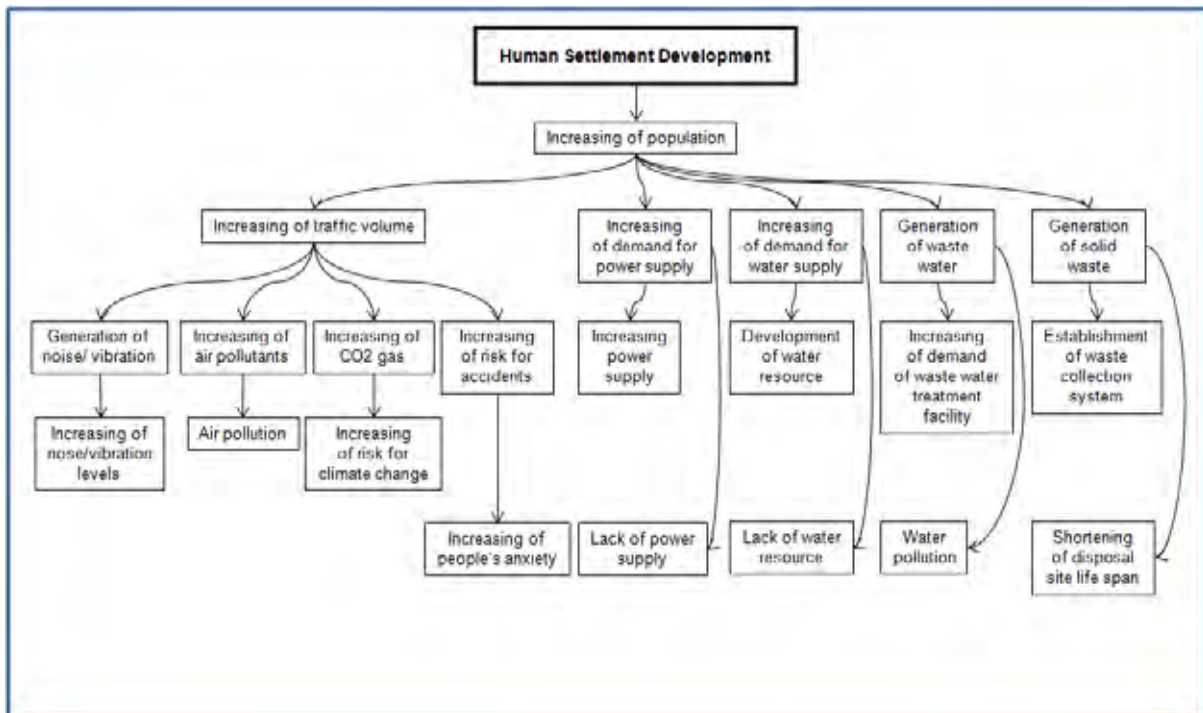 Human Settlement Development
Increasing of population
Increasing of traffic volume
Increasing
of demand for
power supply
Increasing
of demand for
water supply
Generation
of waste
water
Generation
of solid
waste
Generation of
noise/ vibration
Increasing of
air pollutants
Increasing of
CO2 gas
Increasing
of risk for
accidents
Increasing
power
supply
Development
of water
resource
Increasing
of demand
of waste water
treatment
facility
Establishment
of waste
collection
system
Increasing of
nose/vibration
levels
Air pollution
Increasing
of risk for
climate change
Increasing of
people's anxiety
Lack of power
supply
Lack of water
resource
Water
pollution
Shortening
of disposal
site life span